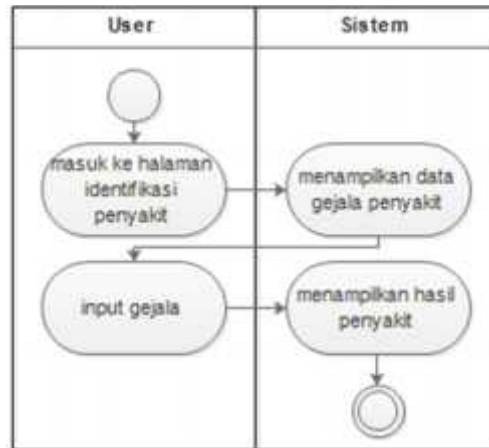 User
Sistem
masuk ke halaman
identifikasi
penyakit
menampilkan data
gejala penyakit
input gejala
menampilkan hasil
penyakit